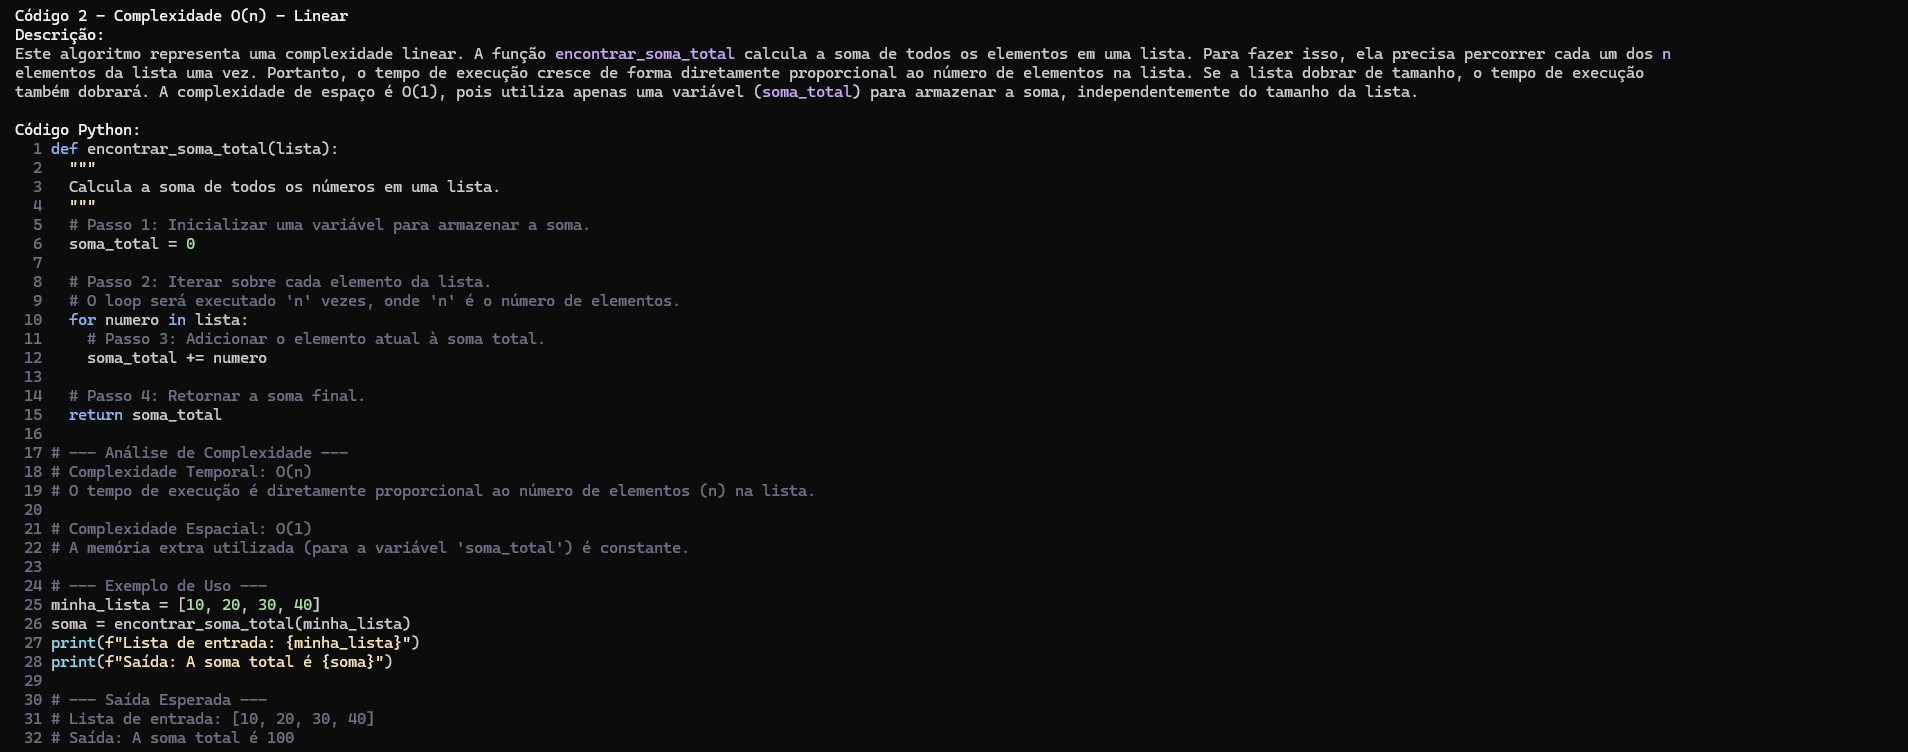 Código 2 - Complexidade O(n) - Linear
Descrição:
Este algoritmo representa uma complexidade linear. A função encontrar_soma_total calcula a soma de todos os elementos em uma lista. Para fazer isso, ela precisa percorrer cada um dos n
elementos da lista uma vez. Portanto, o tempo de execução cresce de forma diretamente proporcional ao número de elementos na lista. Se a lista dobrar de tamanho, o tempo de execução
também dobrará. A complexidade de espaço é O(1), pois utiliza apenas uma variável (soma_total) para armazenar a soma, independentemente do tamanho da lista.

Código Python:
  1 def encontrar_soma_total(lista):
  2   """
  3   Calcula a soma de todos os números em uma lista.
  4   """
  5   # Passo 1: Inicializar uma variável para armazenar a soma.
  6   soma_total = 0
  7
  8   # Passo 2: Iterar sobre cada elemento da lista.
  9   # O loop será executado 'n' vezes, onde 'n' é o número de elementos.
 10   for numero in lista:
 11     # Passo 3: Adicionar o elemento atual à soma total.
 12     soma_total += numero
 13
 14   # Passo 4: Retornar a soma final.
 15   return soma_total
 16
 17 # --- Análise de Complexidade ---
 18 # Complexidade Temporal: O(n)
 19 # O tempo de execução é diretamente proporcional ao número de elementos (n) na lista.
 20
 21 # Complexidade Espacial: O(1)
 22 # A memória extra utilizada (para a variável 'soma_total') é constante.
 23
 24 # --- Exemplo de Uso ---
 25 minha_lista = [10, 20, 30, 40]
 26 soma = encontrar_soma_total(minha_lista)
 27 print(f"Lista de entrada: {minha_lista}")
 28 print(f"Saída: A soma total é {soma}")
 29
 30 # --- Saída Esperada ---
 31 # Lista de entrada: [10, 20, 30, 40]
 32 # Saída: A soma total é 100